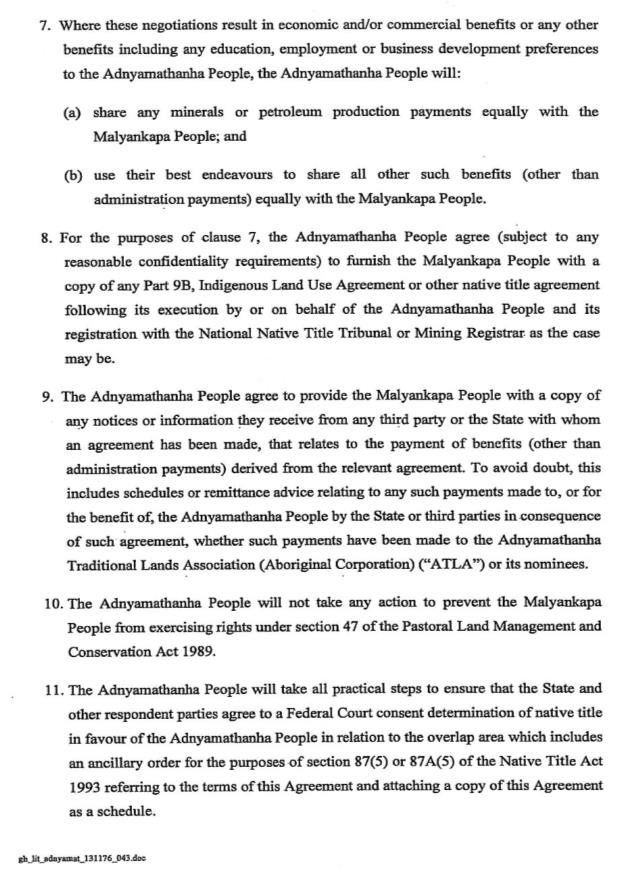 7. Where these negotiations result in economic and/or commercial benefits or any other
benefits including any education, employment or business development preferences
to the Adnyamathanha People, the Adnyamathanha People will:
(a) share any minerals or petroleum production payments equally with the
Malyankapa People; and
(b) use their best endeavours to share all other such benefits (other than
administration payments) equally with the Malyankapa People.
8. For the purposes of clause 7, the Adnyamathanha People agree (subject to any
reasonable confidentiality requirements) to furnish the Malyankapa People with a
copy of any Part 9B, Indigenous Land Use Agreement or other native title agreement
following its execution by or on behalf of the Adnyamathanha People and its
registration with the National Native Title Tribunal or Mining Registrar as the case
may be.
9. The Adnyamathanha People agree to provide the Malyankapa People with a copy of
any notices or information they receive from any third party or the State with whom
an agreement has been made, that relates to the payment of benefits (other than
administration payments) derived from the relevant agreement. To avoid doubt, this
includes schedules or remittance advice relating to any such payments made to, or for
the benefit of, the Adnyamathanha People by the State or third parties in consequence
of such agreement, whether such payments have been made to the Adnyamathanha
Traditional Lands Association (Aboriginal Corporation) ("ATLA") or its nominees.
10. The Adnyamathanha People will not take any action to prevent the Malyankapa
People from exercising rights under section 47 of the Pastoral Land Management and
Conservation Act 1989.
11. The Adnyamathanha People will take all practical steps to ensure that the State and
other respondent parties agree to a Federal Court consent determination of native title
in favour of the Adnyamathanha People in relation to the overlap area which includes
an ancillary order for the purposes of section 87(5) or 87A(5) of the Native Title Act
1993 referring to the terms of this Agreement and attaching a copy of this Agreement
as a schedule.
gh_lit_adnyamat_131176_043.doc